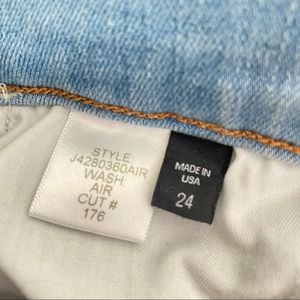 STYLE:
J4280360AIR
WASH:
AIR
CUT #
176
MADE IN
USA
24